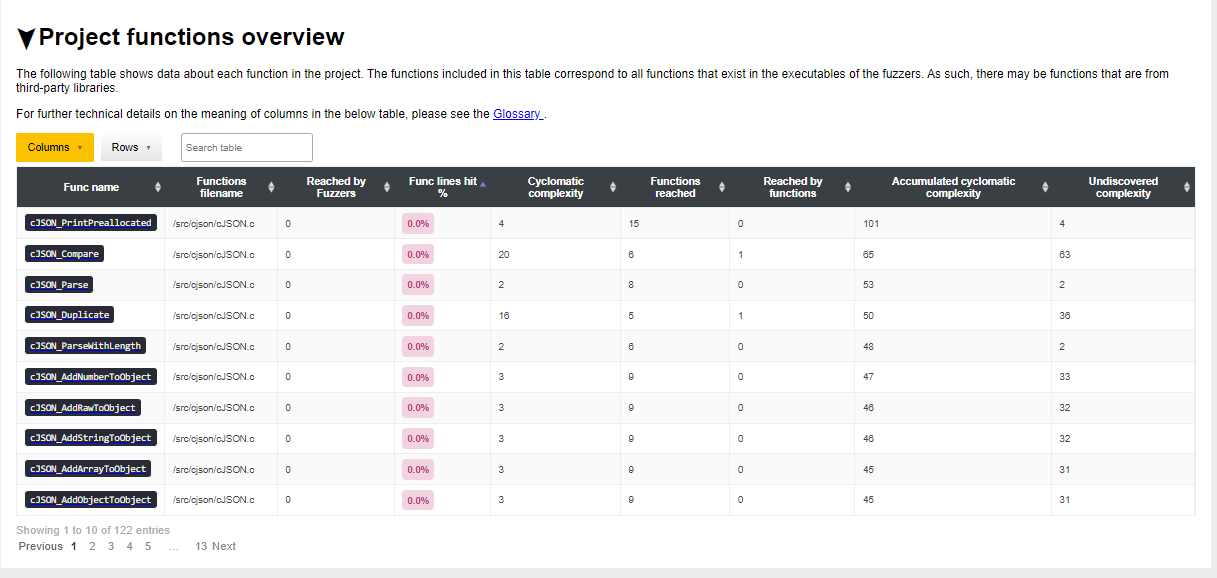 Project functions overview
The following table shows data about each function in the project. The functions included in this table correspond to all functions that exist in the executables of the fuzzers. As such, there may be functions that are from
third-party libraries.
For further technical details on the meaning of columns in the below table, please see the Glossary .
Columns Rows Search table
Func name Functions filename Reached by Fuzzers Func lines hit % Cyclomatic complexity Functions reached Reached by functions Accumulated cyclomatic complexity Undiscovered complexity
cJSON_PrintPreallocated /src/cjson/cJSON.c 0 0.0% 4 15 0 101 4
cJSON_Compare /src/cjson/cJSON.c 0 0.0% 20 6 1 65 63
cJSON_Parse /src/cjson/cJSON.c 0 0.0% 2 8 0 53 2
cJSON_Duplicate /src/cjson/cJSON.c 0 0.0% 16 5 1 50 36
cJSON_ParseWithLength /src/cjson/cJSON.c 0 0.0% 2 6 0 48 2
cJSON_AddNumberToObject /src/cjson/cJSON.c 0 0.0% 3 9 0 47 33
cJSON_AddRawToObject /src/cjson/cJSON.c 0 0.0% 3 9 0 46 32
cJSON_AddStringToObject /src/cjson/cJSON.c 0 0.0% 3 9 0 46 32
cJSON_AddArrayToObject /src/cjson/cJSON.c 0 0.0% 3 9 0 45 31
cJSON_AddObjectToObject /src/cjson/cJSON.c 0 0.0% 3 9 0 45 31
Showing 1 to 10 of 122 entries
Previous 1 2 3 4 5 … 13 Next